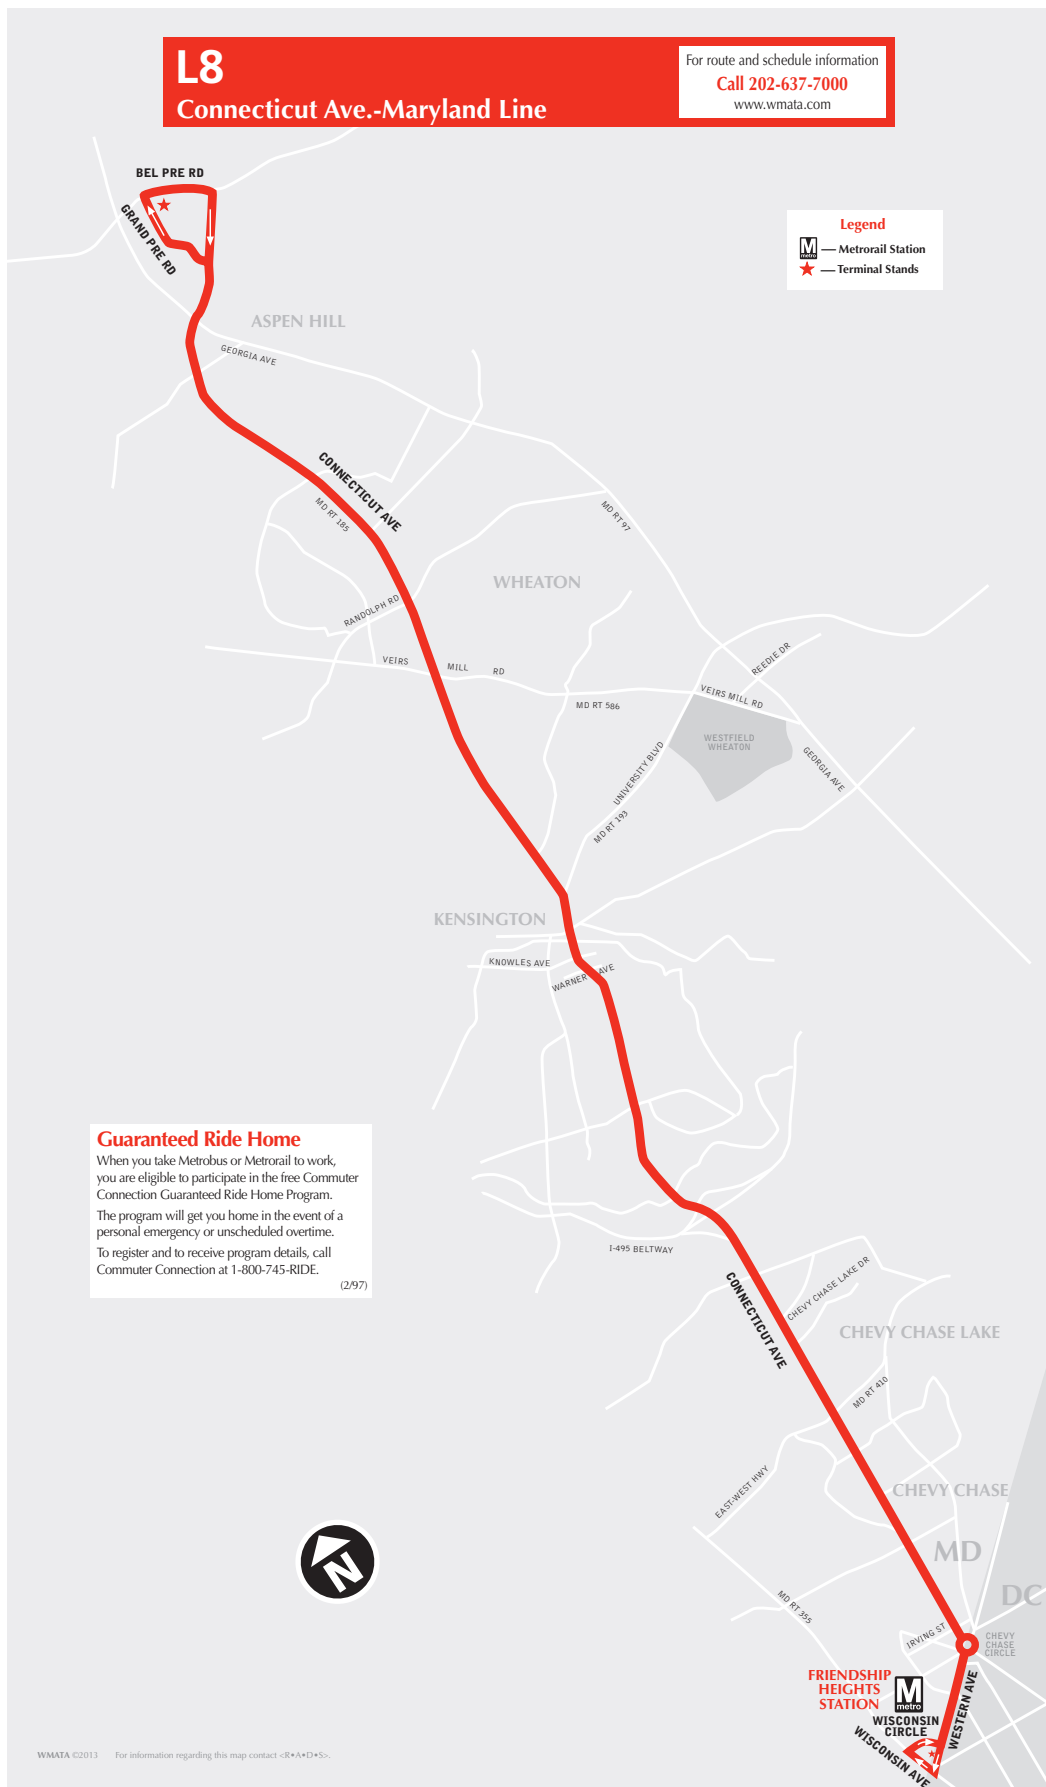 L8
Connecticut Ave.-Maryland Line
For route and schedule information
Call 202-637-7000
www.wmata.com
BEL PRE RD
GRAND PRE RD
Legend
M metro — Metrorail Station
— Terminal Stands
ASPEN HILL
GEORGIA AVE
CONNECTICUT AVE
MD RT 185
MD RT 97
WHEATON
RANDOLPH RD
VEIRS MILL RD
MD RT 586
REEDIE DR
VEIRS MILL RD
WESTFIELD
WHEATON
UNIVERSITY BLVD
GEORGIA AVE
MD RT 193
KENSINGTON
KNOWLES AVE
WARNER AVE
Guaranteed Ride Home
When you take Metrobus or Metrorail to work,
you are eligible to participate in the free Commuter
Connection Guaranteed Ride Home Program.
The program will get you home in the event of a
personal emergency or unscheduled overtime.
To register and to receive program details, call
Commuter Connection at 1-800-745-RIDE.
(2/97)
I-495 BELTWAY
CONNECTICUT AVE
CHEVY CHASE LAKE DR
CHEVY CHASE LAKE
MD RT 410
EAST-WEST HWY
CHEVY CHASE
N
MD
DC
MD RT 355
IRVING ST
CHEVY
CHASE
CIRCLE
FRIENDSHIP
HEIGHTS
STATION
M
metro
WISCONSIN
CIRCLE
WESTERN AVE
WISCONSIN AVE
WMATA ©2013 For information regarding this map contact <R•A•D•S>.